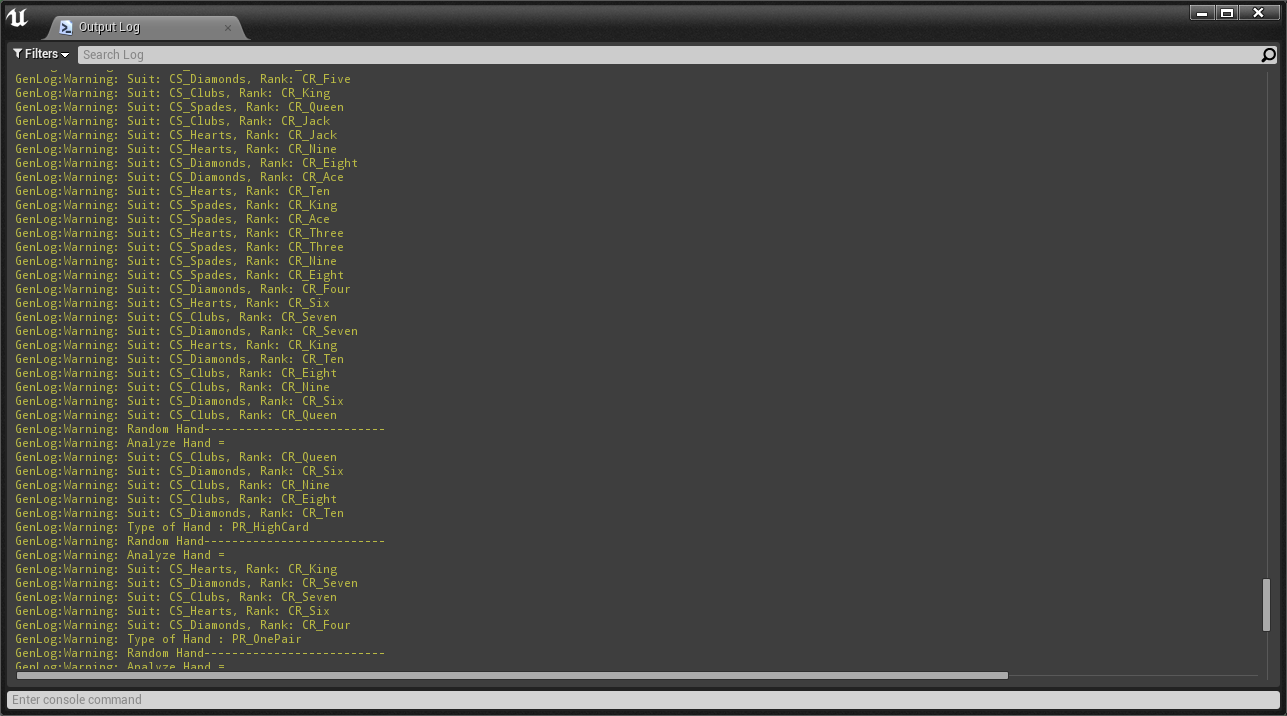 Output Log
Filters
Search Log
GenLog:Warning: Suit: CS_Diamonds, Rank: CR_Five
GenLog:Warning: Suit: CS_Clubs, Rank: CR_King
GenLog:Warning: Suit: CS_Spades, Rank: CR_Queen
GenLog:Warning: Suit: CS_Clubs, Rank: CR_Jack
GenLog:Warning: Suit: CS_Hearts, Rank: CR_Jack
GenLog:Warning: Suit: CS_Hearts, Rank: CR_Nine
GenLog:Warning: Suit: CS_Diamonds, Rank: CR_Eight
GenLog:Warning: Suit: CS_Diamonds, Rank: CR_Ace
GenLog:Warning: Suit: CS_Hearts, Rank: CR_Ten
GenLog:Warning: Suit: CS_Spades, Rank: CR_King
GenLog:Warning: Suit: CS_Spades, Rank: CR_Ace
GenLog:Warning: Suit: CS_Hearts, Rank: CR_Three
GenLog:Warning: Suit: CS_Spades, Rank: CR_Three
GenLog:Warning: Suit: CS_Spades, Rank: CR_Nine
GenLog:Warning: Suit: CS_Spades, Rank: CR_Eight
GenLog:Warning: Suit: CS_Diamonds, Rank: CR_Four
GenLog:Warning: Suit: CS_Hearts, Rank: CR_Six
GenLog:Warning: Suit: CS_Clubs, Rank: CR_Seven
GenLog:Warning: Suit: CS_Diamonds, Rank: CR_Seven
GenLog:Warning: Suit: CS_Hearts, Rank: CR_King
GenLog:Warning: Suit: CS_Diamonds, Rank: CR_Ten
GenLog:Warning: Suit: CS_Clubs, Rank: CR_Eight
GenLog:Warning: Suit: CS_Clubs, Rank: CR_Nine
GenLog:Warning: Suit: CS_Diamonds, Rank: CR_Six
GenLog:Warning: Suit: CS_Clubs, Rank: CR_Queen
GenLog:Warning: Random Hand--------------------------
GenLog:Warning: Analyze Hand =
GenLog:Warning: Suit: CS_Clubs, Rank: CR_Queen
GenLog:Warning: Suit: CS_Diamonds, Rank: CR_Six
GenLog:Warning: Suit: CS_Clubs, Rank: CR_Nine
GenLog:Warning: Suit: CS_Clubs, Rank: CR_Eight
GenLog:Warning: Suit: CS_Diamonds, Rank: CR_Ten
GenLog:Warning: Type of Hand : PR_HighCard
GenLog:Warning: Random Hand--------------------------
GenLog:Warning: Analyze Hand =
GenLog:Warning: Suit: CS_Hearts, Rank: CR_King
GenLog:Warning: Suit: CS_Diamonds, Rank: CR_Seven
GenLog:Warning: Suit: CS_Clubs, Rank: CR_Seven
GenLog:Warning: Suit: CS_Hearts, Rank: CR_Six
GenLog:Warning: Suit: CS_Diamonds, Rank: CR_Four
GenLog:Warning: Type of Hand : PR_OnePair
GenLog:Warning: Random Hand--------------------------
GenLog:Warning: Analyze Hand =
Enter console command